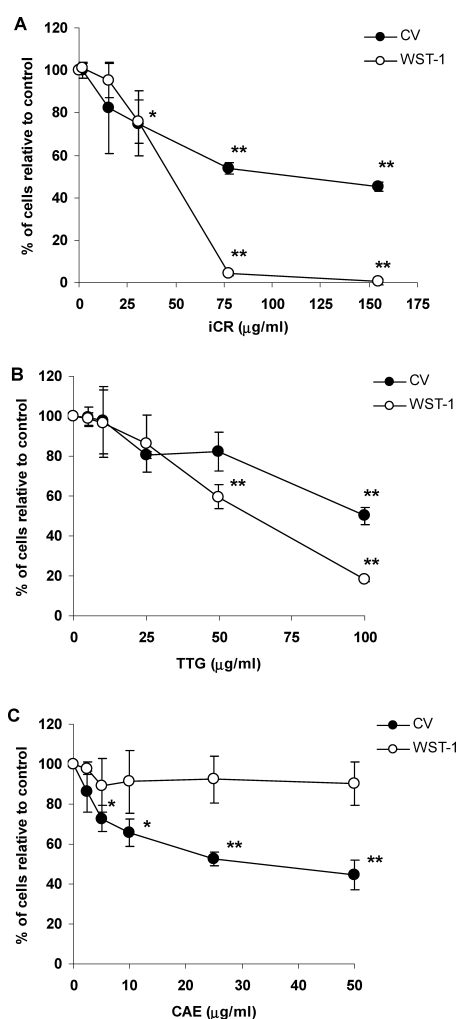 A
CV
WST-1
120
100
80
60
40
20
0
% of cells relative to control
*
**
**
**
**
0 25 50 75 100 125 150 175
iCR (µg/ml)
B
CV
WST-1
120
100
80
60
40
20
0
% of cells relative to control
**
**
**
0 25 50 75 100
TTG (µg/ml)
C
CV
WST-1
120
100
80
60
40
20
0
% of cells relative to control
*
*
**
**
0 10 20 30 40 50
CAE (µg/ml)